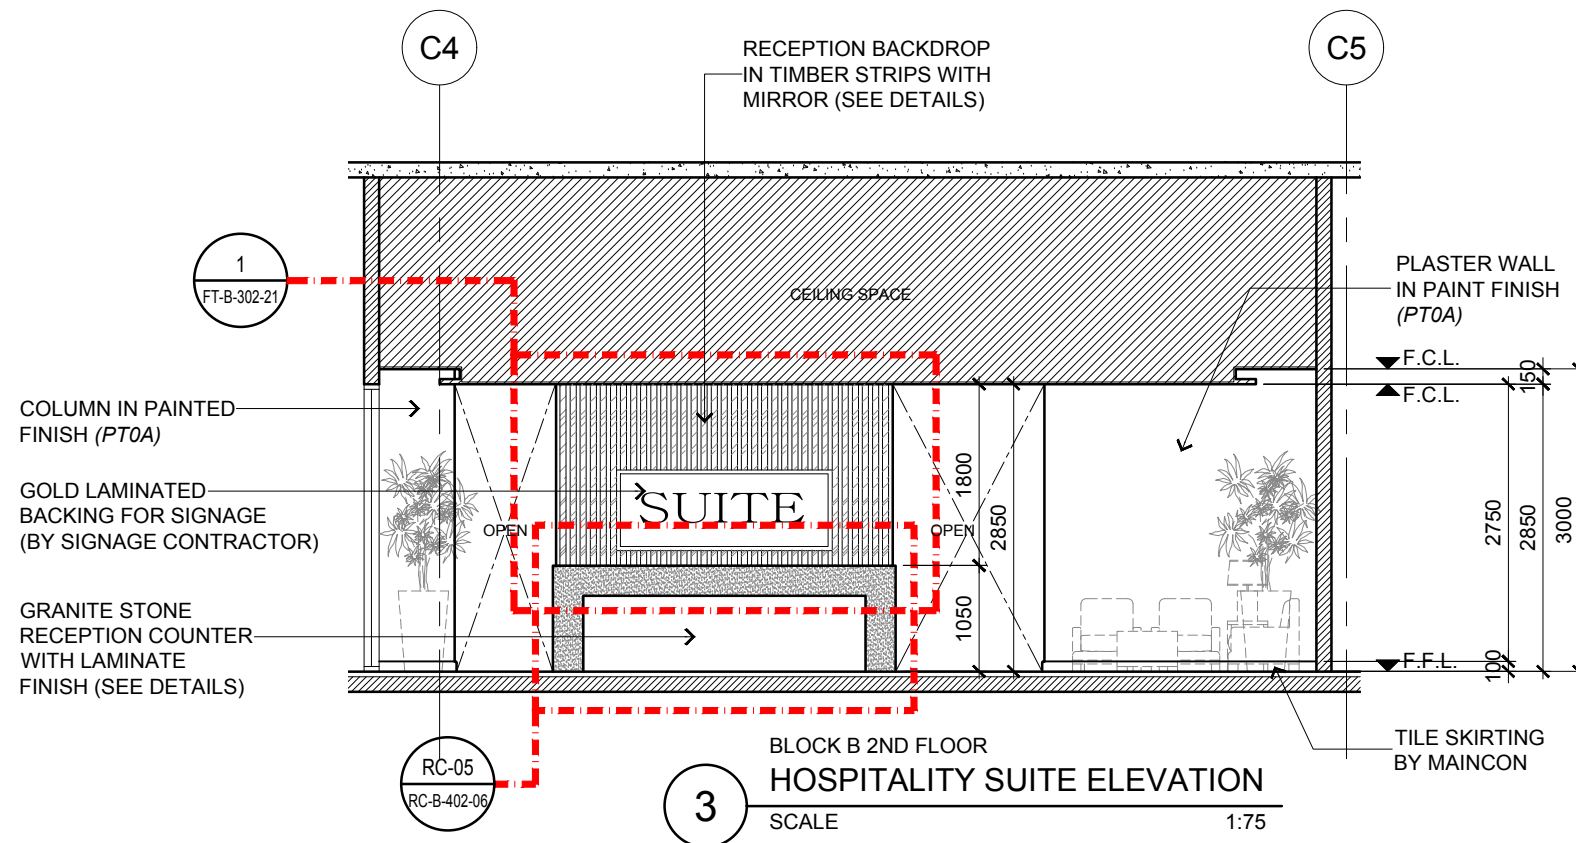 C4
C5
RECEPTION BACKDROP
IN TIMBER STRIPS WITH
MIRROR (SEE DETAILS)
1
FT-B-302-21
CEILING SPACE
PLASTER WALL
IN PAINT FINISH
(PT0A)
F.C.L.
150
F.C.L.
COLUMN IN PAINTED
FINISH (PT0A)
GOLD LAMINATED
BACKING FOR SIGNAGE
(BY SIGNAGE CONTRACTOR)
SUITE
OPEN
OPEN
1800
2850
1050
2750
2850
3000
GRANITE STONE
RECEPTION COUNTER
WITH LAMINATE
FINISH (SEE DETAILS)
F.F.L.
100
TILE SKIRTING
BY MAINCON
RC-05
RC-B-402-06
3
BLOCK B 2ND FLOOR
HOSPITALITY SUITE ELEVATION
SCALE 1:75